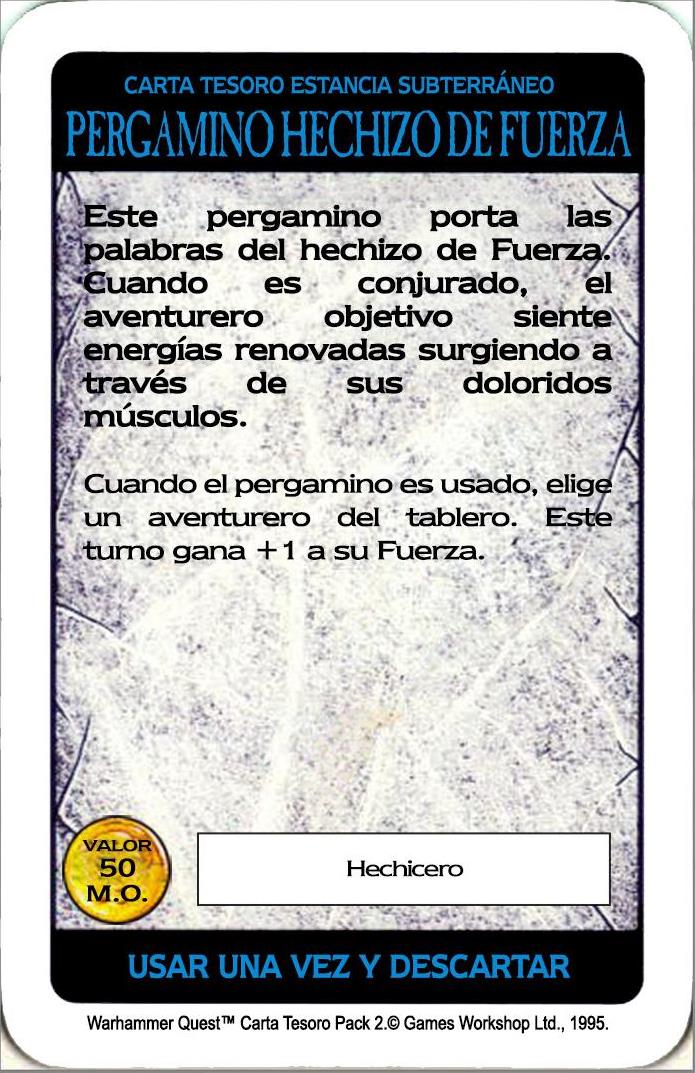 CARTA TESORO ESTANCIA SUBTERRÁNEO
PERGAMINO HECHIZO DE FUERZA
Este pergamino porta las
palabras del hechizo de Fuerza.
Cuando es conjurado, el
aventurero objetivo siente
energías renovadas surgiendo a
través de sus doloridos
músculos.
Cuando el pergamino es usado, elige
un aventurero del tablero. Este
turno gana +1 a su Fuerza.
VALOR
50
M.O.
Hechicero
USAR UNA VEZ Y DESCARTAR
Warhammer Quest™ Carta Tesoro Pack 2.© Games Workshop Ltd., 1995.